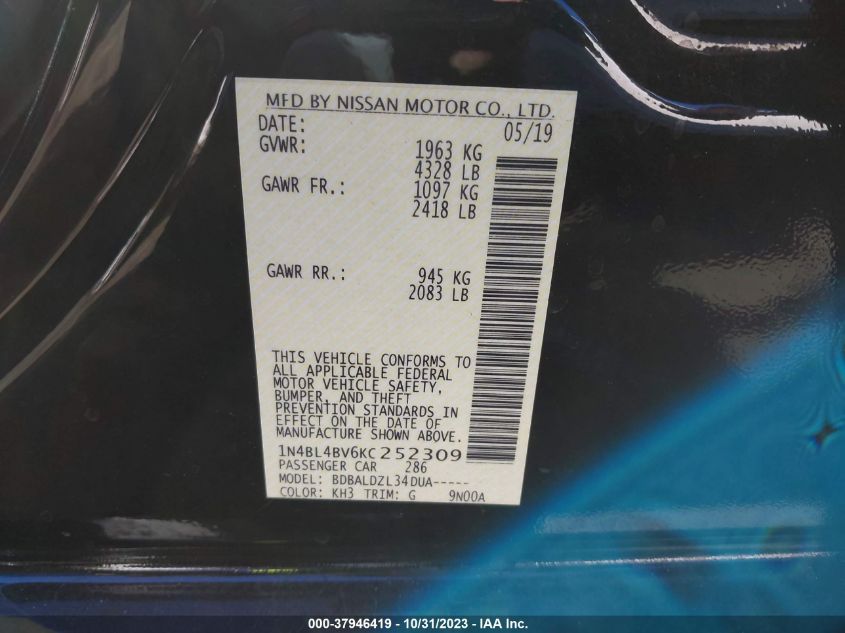 MFD BY NISSAN MOTOR CO., LTD.
DATE: 05/19
GVWR: 1963 KG
4328 LB
GAWR FR.: 1097 KG
2418 LB
GAWR RR.: 945 KG
2083 LB
THIS VEHICLE CONFORMS TO
ALL APPLICABLE FEDERAL
MOTOR VEHICLE SAFETY,
BUMPER, AND THEFT
PREVENTION STANDARDS IN
EFFECT ON THE DATE OF
MANUFACTURE SHOWN ABOVE.
1N4BL4BV6KC252309
PASSENGER CAR 286
MODEL: BDBALDZL34DUA-----
COLOR: KH3 TRIM: G 9N00A
000-37946419 - 10/31/2023 - IAA Inc.